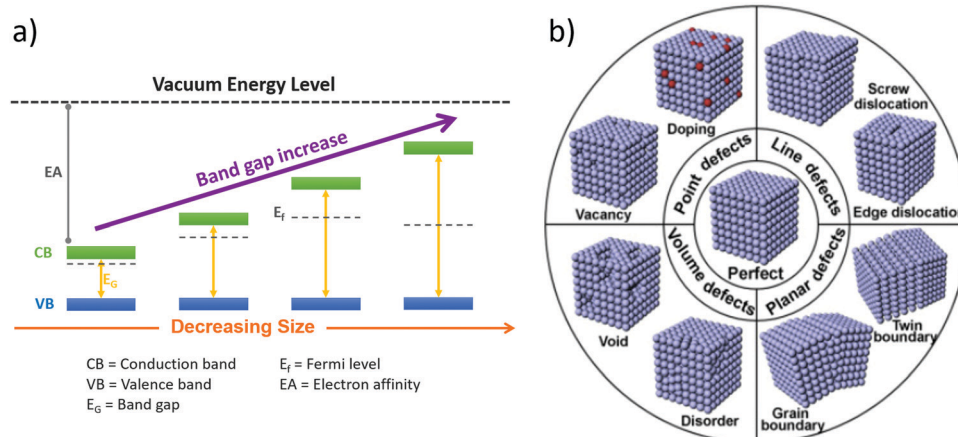 a)
Vacuum Energy Level
EA
Band gap increase
E_f
CB
E_G
VB
Decreasing Size
CB = Conduction band
VB = Valence band
E_G = Band gap
E_f = Fermi level
EA = Electron affinity
b)
Doping
Screw
dislocation
Vacancy
Point defects
Line defects
Edge dislocation
Perfect
Volume defects
Planar defects
Void
Twin
boundary
Disorder
Grain
boundary